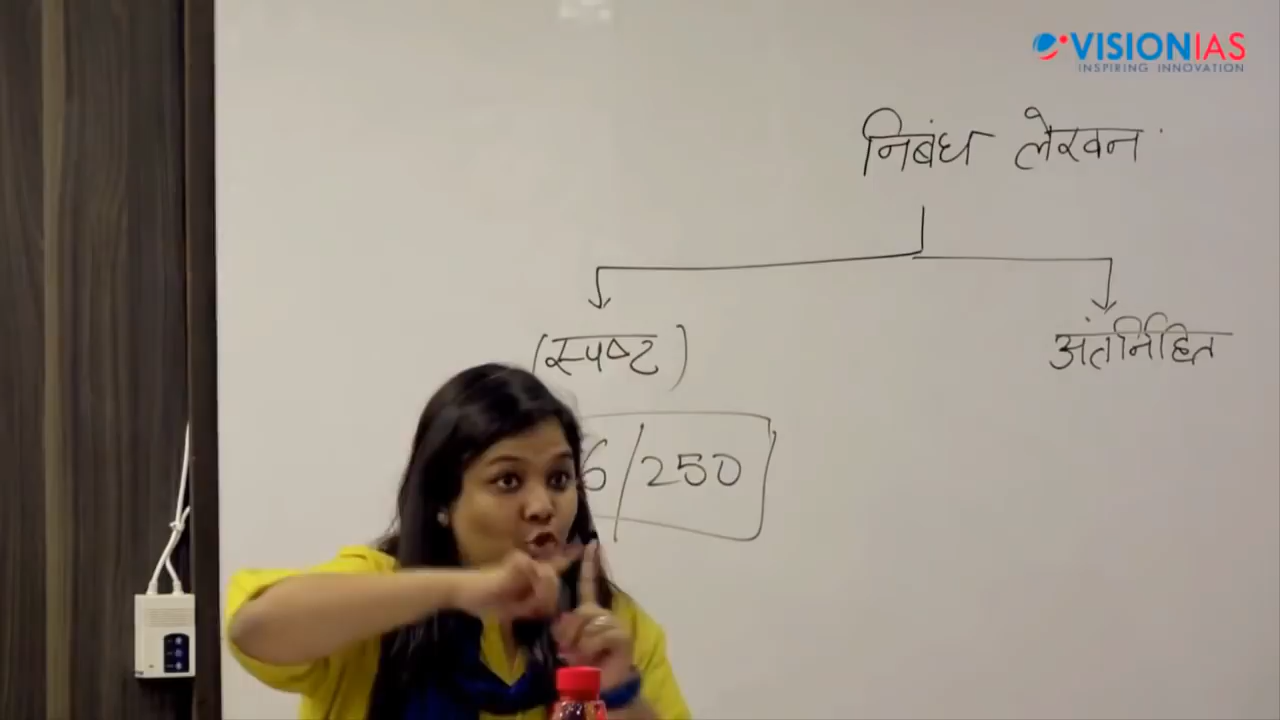 VISIONIAS
INSPIRING INNOVATION
निबंध लेखन
(स्पष्ट)
अंतर्निहित
6/250